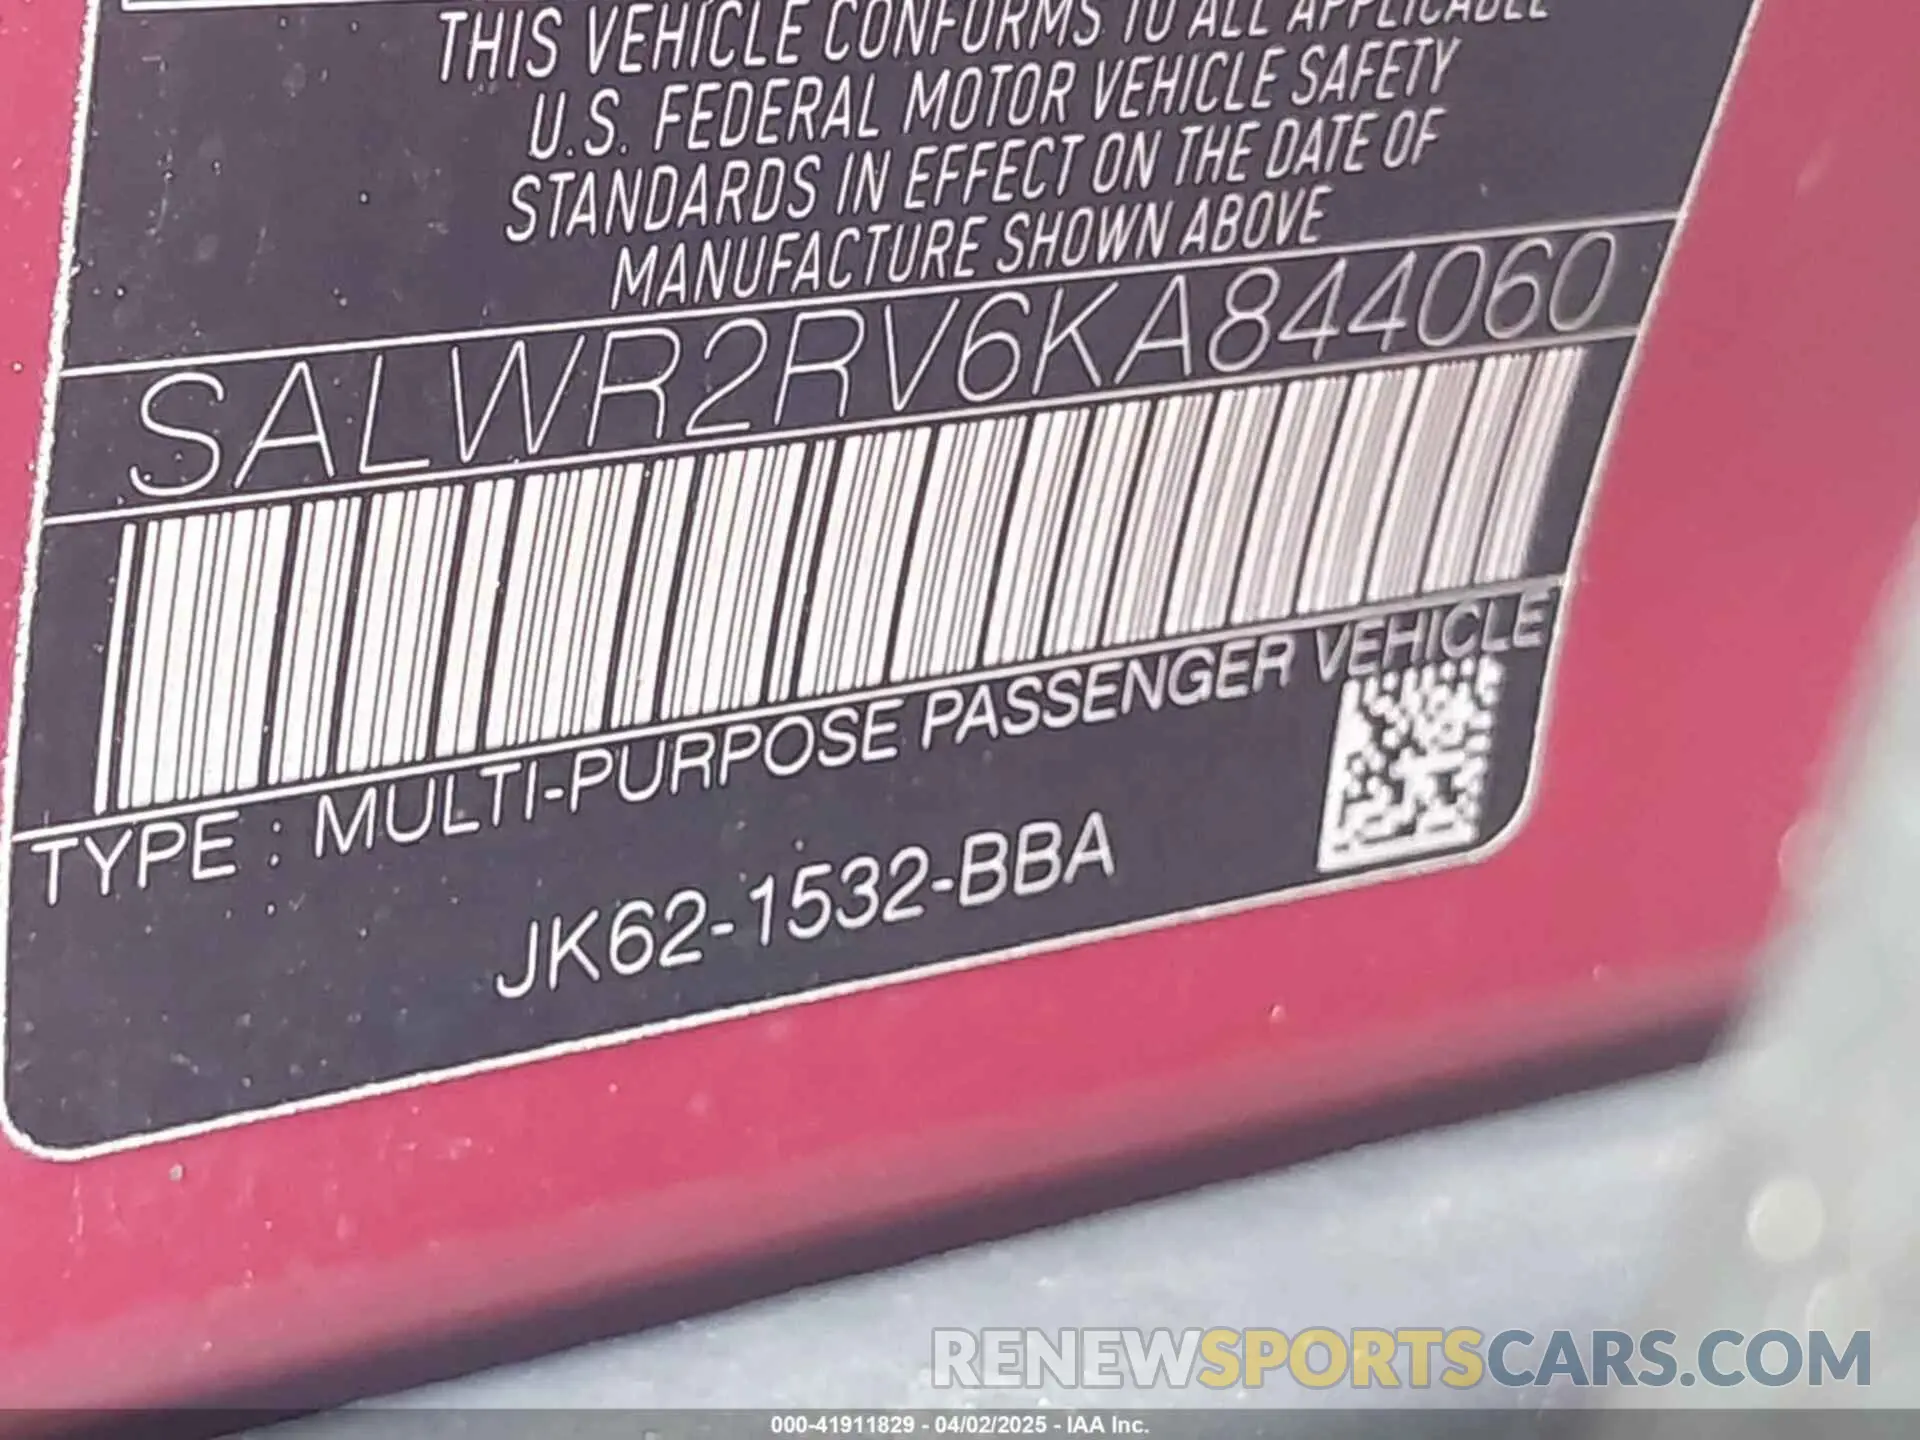 THIS VEHICLE CONFORMS TO ALL APPLICABLE
U.S. FEDERAL MOTOR VEHICLE SAFETY
STANDARDS IN EFFECT ON THE DATE OF
MANUFACTURE SHOWN ABOVE
SALWR2RV6KA844060
TYPE : MULTI-PURPOSE PASSENGER VEHICLE
JK62-1532-BBA
RENEWSPORTSCARS.COM
000-41911829 - 04/02/2025 - IAA Inc.